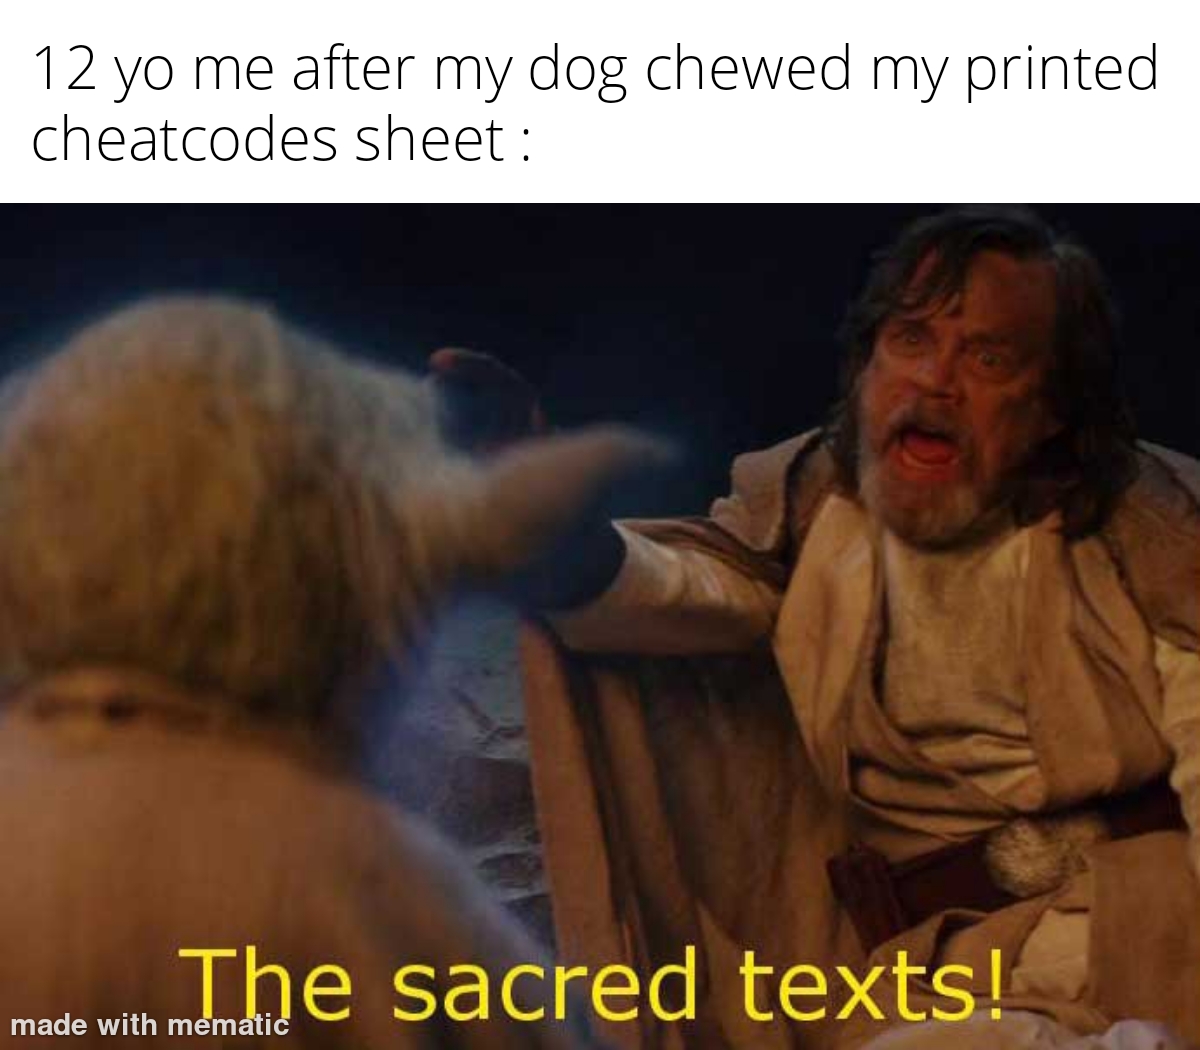 12 yo me after my dog chewed my printed
cheatcodes sheet :
The sacred texts!
made with mematic